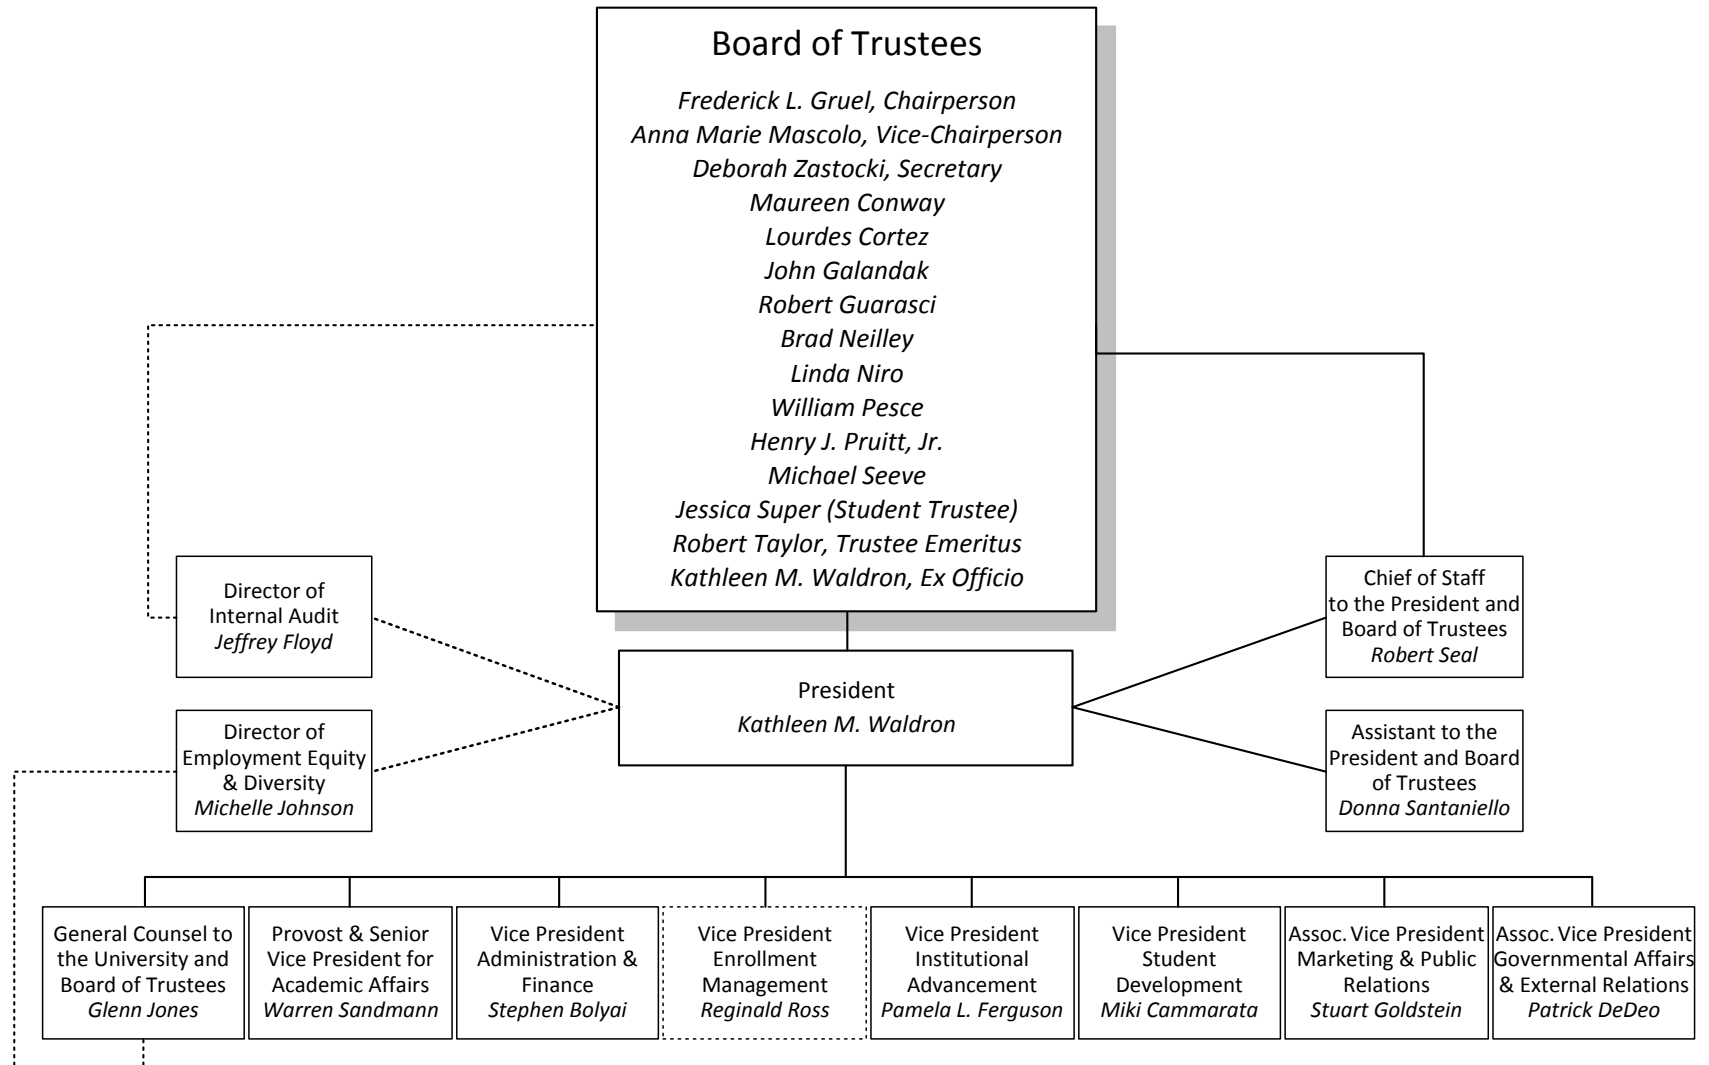 Board of Trustees
Frederick L. Gruel, Chairperson
Anna Marie Mascolo, Vice-Chairperson
Deborah Zastocki, Secretary
Maureen Conway
Lourdes Cortez
John Galandak
Robert Guarasci
Brad Neilley
Linda Niro
William Pesce
Henry J. Pruitt, Jr.
Michael Seeve
Jessica Super (Student Trustee)
Robert Taylor, Trustee Emeritus
Kathleen M. Waldron, Ex Officio
Director of
Internal Audit
Jeffrey Floyd
Chief of Staff
to the President and
Board of Trustees
Robert Seal
President
Kathleen M. Waldron
Director of
Employment Equity
& Diversity
Michelle Johnson
Assistant to the
President and Board
of Trustees
Donna Santaniello
General Counsel to
the University and
Board of Trustees
Glenn Jones
Provost & Senior
Vice President for
Academic Affairs
Warren Sandmann
Vice President
Administration &
Finance
Stephen Bolyai
Vice President
Enrollment
Management
Reginald Ross
Vice President
Institutional
Advancement
Pamela L. Ferguson
Vice President
Student
Development
Miki Cammarata
Assoc. Vice President
Marketing & Public
Relations
Stuart Goldstein
Assoc. Vice President
Governmental Affairs
& External Relations
Patrick DeDeo